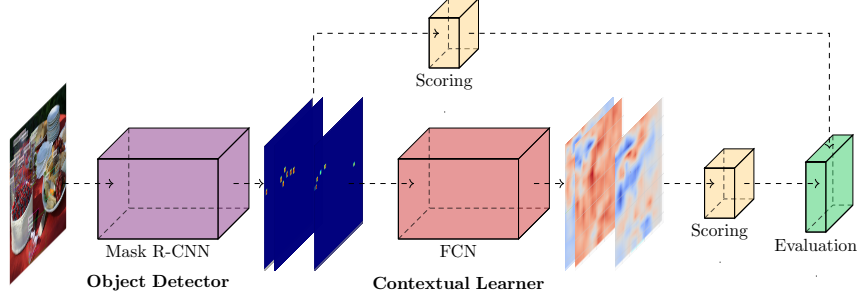 Scoring
Mask R-CNN
FCN
Scoring
Evaluation
Object Detector
Contextual Learner